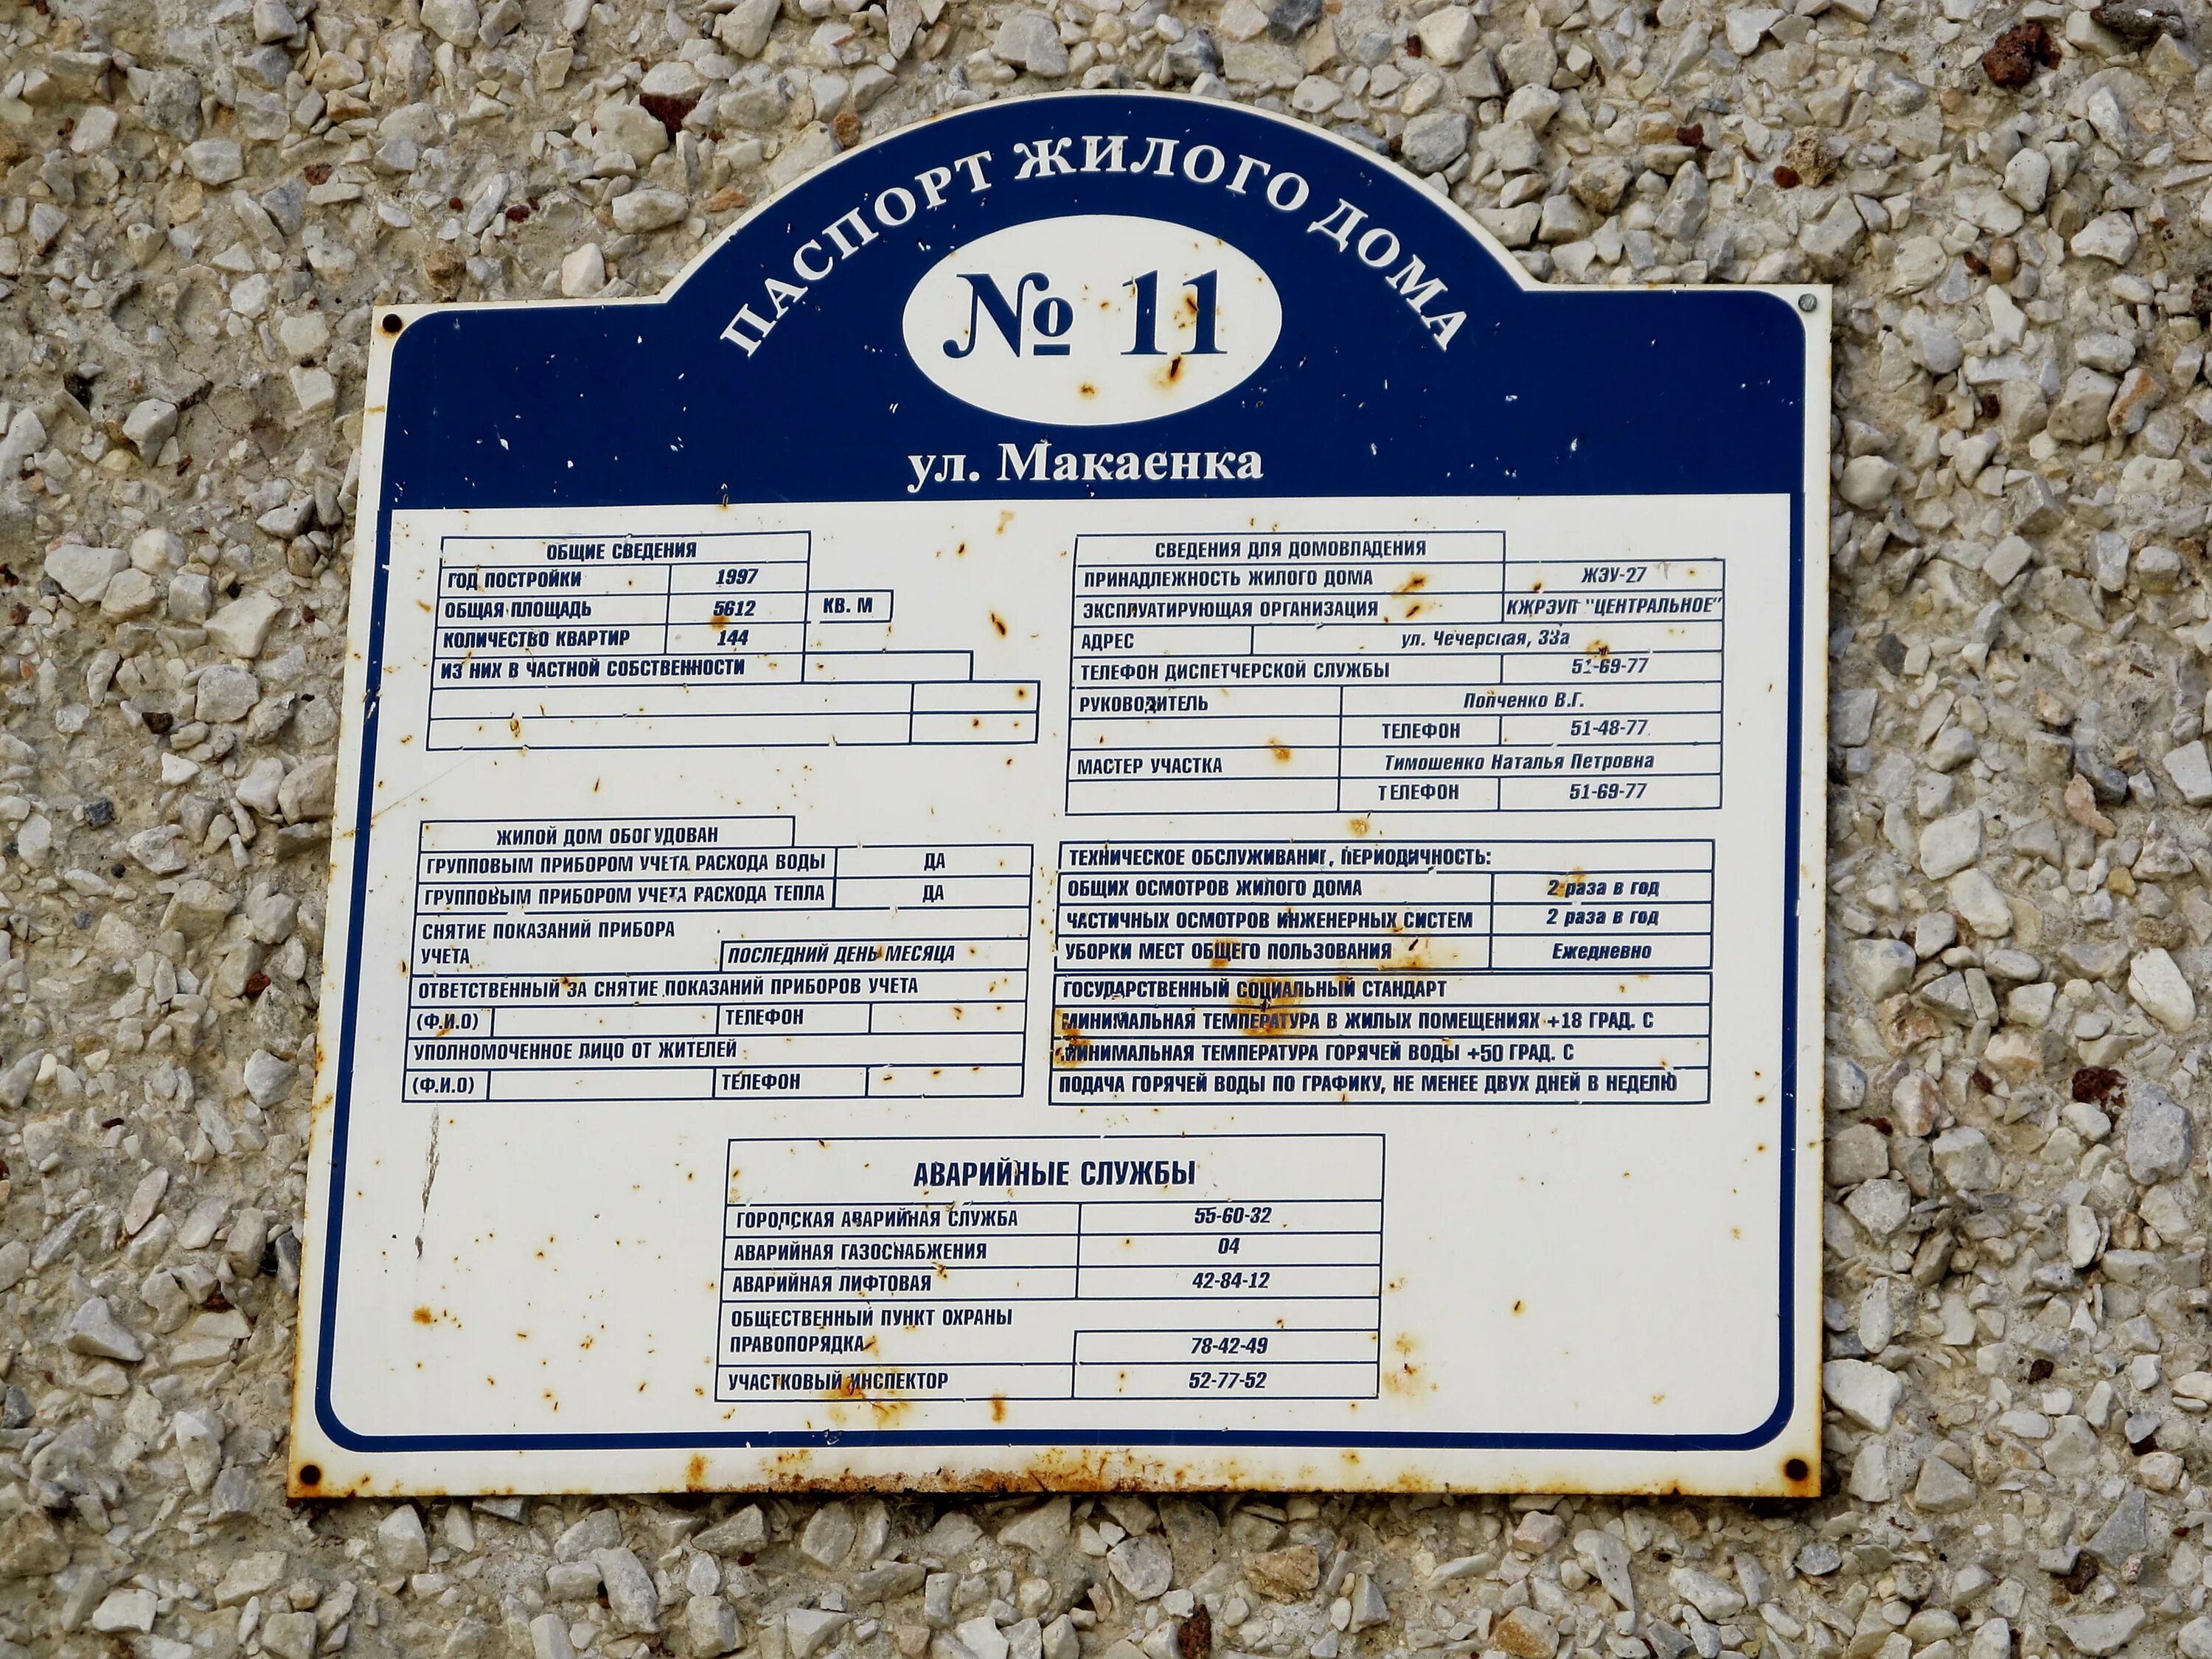 ПАСПОРТ ЖИЛОГО ДОМА
№ 11
ул. Макаенка
ОБЩИЕ СВЕДЕНИЯ
ГОД ПОСТРОЙКИ 1997
ОБЩАЯ ПЛОЩАДЬ 5612 КВ. М
КОЛИЧЕСТВО КВАРТИР 144
ИЗ НИХ В ЧАСТНОЙ СОБСТВЕННОСТИ
СВЕДЕНИЯ ДЛЯ ДОМОВЛАДЕНИЯ
ПРИНАДЛЕЖНОСТЬ ЖИЛОГО ДОМА ЖЭУ-27
ЭКСПЛУАТИРУЮЩАЯ ОРГАНИЗАЦИЯ КЖРЭУП "ЦЕНТРАЛЬНОЕ"
АДРЕС ул. Чечерская, 33а
ТЕЛЕФОН ДИСПЕТЧЕРСКОЙ СЛУЖБЫ 51-69-77
РУКОВОДИТЕЛЬ Попченко В.Г.
ТЕЛЕФОН 51-48-77
МАСТЕР УЧАСТКА Тимошенко Наталья Петровна
ТЕЛЕФОН 51-69-77
ЖИЛОЙ ДОМ ОБОГУДОВАН
ГРУППОВЫМ ПРИБОРОМ УЧЕТА РАСХОДА ВОДЫ ДА
ГРУППОВЫМ ПРИБОРОМ УЧЕТА РАСХОДА ТЕПЛА ДА
СНЯТИЕ ПОКАЗАНИЙ ПРИБОРА
УЧЕТА ПОСЛЕДНИЙ ДЕНЬ МЕСЯЦА
ОТВЕТСТВЕННЫЙ ЗА СНЯТИЕ ПОКАЗАНИЙ ПРИБОРОВ УЧЕТА
(Ф.И.О) ТЕЛЕФОН
УПОЛНОМОЧЕННОЕ ЛИЦО ОТ ЖИТЕЛЕЙ
(Ф.И.О) ТЕЛЕФОН
ТЕХНИЧЕСКОЕ ОБСЛУЖИВАНИЕ, ПЕРИОДИЧНОСТЬ:
ОБЩИХ ОСМОТРОВ ЖИЛОГО ДОМА 2 раза в год
ЧАСТИЧНЫХ ОСМОТРОВ ИНЖЕНЕРНЫХ СИСТЕМ 2 раза в год
УБОРКИ МЕСТ ОБЩЕГО ПОЛЬЗОВАНИЯ Ежедневно
ГОСУДАРСТВЕННЫЙ СОЦИАЛЬНЫЙ СТАНДАРТ
МИНИМАЛЬНАЯ ТЕМПЕРАТУРА В ЖИЛЫХ ПОМЕЩЕНИЯХ +18 ГРАД. С
МИНИМАЛЬНАЯ ТЕМПЕРАТУРА ГОРЯЧЕЙ ВОДЫ +50 ГРАД. С
ПОДАЧА ГОРЯЧЕЙ ВОДЫ ПО ГРАФИКУ, НЕ МЕНЕЕ ДВУХ ДНЕЙ В НЕДЕЛЮ
АВАРИЙНЫЕ СЛУЖБЫ
ГОРОДСКАЯ АВАРИЙНАЯ СЛУЖБА 55-60-32
АВАРИЙНАЯ ГАЗОСНАБЖЕНИЯ 04
АВАРИЙНАЯ ЛИФТОВАЯ 42-84-12
ОБЩЕСТВЕННЫЙ ПУНКТ ОХРАНЫ
ПРАВОПОРЯДКА 78-42-49
УЧАСТКОВЫЙ ИНСПЕКТОР 52-77-52